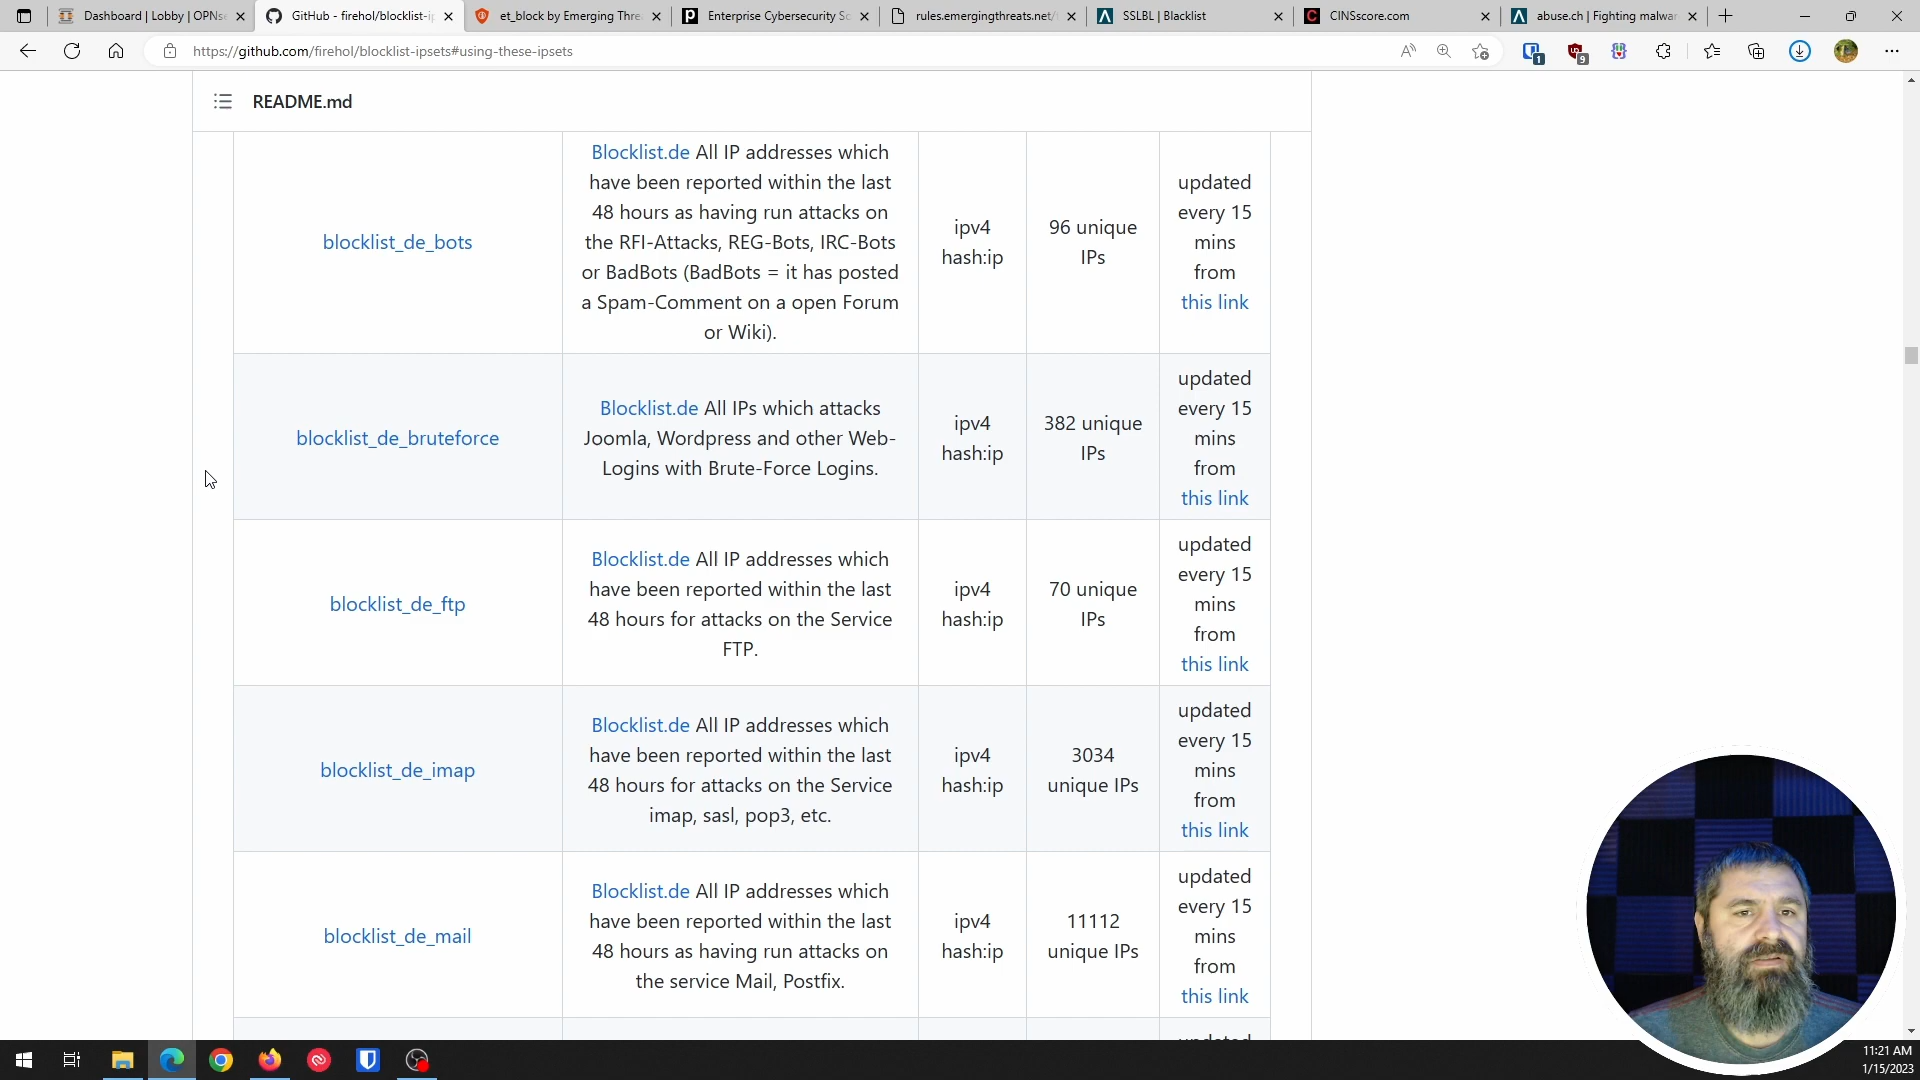 Dashboard | Lobby | OPNse
GitHub - firehol/blocklist-ip
et_block by Emerging Thre
Enterprise Cybersecurity So
rules.emergingthreats.net/
SSLBL | Blacklist
CINSscore.com
abuse.ch | Fighting malwar
https://github.com/firehol/blocklist-ipsets#using-these-ipsets
1
9
README.md
blocklist_de_bots
Blocklist.de All IP addresses which
have been reported within the last
48 hours as having run attacks on
the RFI-Attacks, REG-Bots, IRC-Bots
or BadBots (BadBots = it has posted
a Spam-Comment on a open Forum
or Wiki).
ipv4
hash:ip
96 unique
IPs
updated
every 15
mins
from
this link
blocklist_de_bruteforce
Blocklist.de All IPs which attacks
Joomla, Wordpress and other Web-
Logins with Brute-Force Logins.
ipv4
hash:ip
382 unique
IPs
updated
every 15
mins
from
this link
blocklist_de_ftp
Blocklist.de All IP addresses which
have been reported within the last
48 hours for attacks on the Service
FTP.
ipv4
hash:ip
70 unique
IPs
updated
every 15
mins
from
this link
blocklist_de_imap
Blocklist.de All IP addresses which
have been reported within the last
48 hours for attacks on the Service
imap, sasl, pop3, etc.
ipv4
hash:ip
3034
unique IPs
updated
every 15
mins
from
this link
blocklist_de_mail
Blocklist.de All IP addresses which
have been reported within the last
48 hours as having run attacks on
the service Mail, Postfix.
ipv4
hash:ip
11112
unique IPs
updated
every 15
mins
from
this link
updated
11:21 AM
1/15/2023